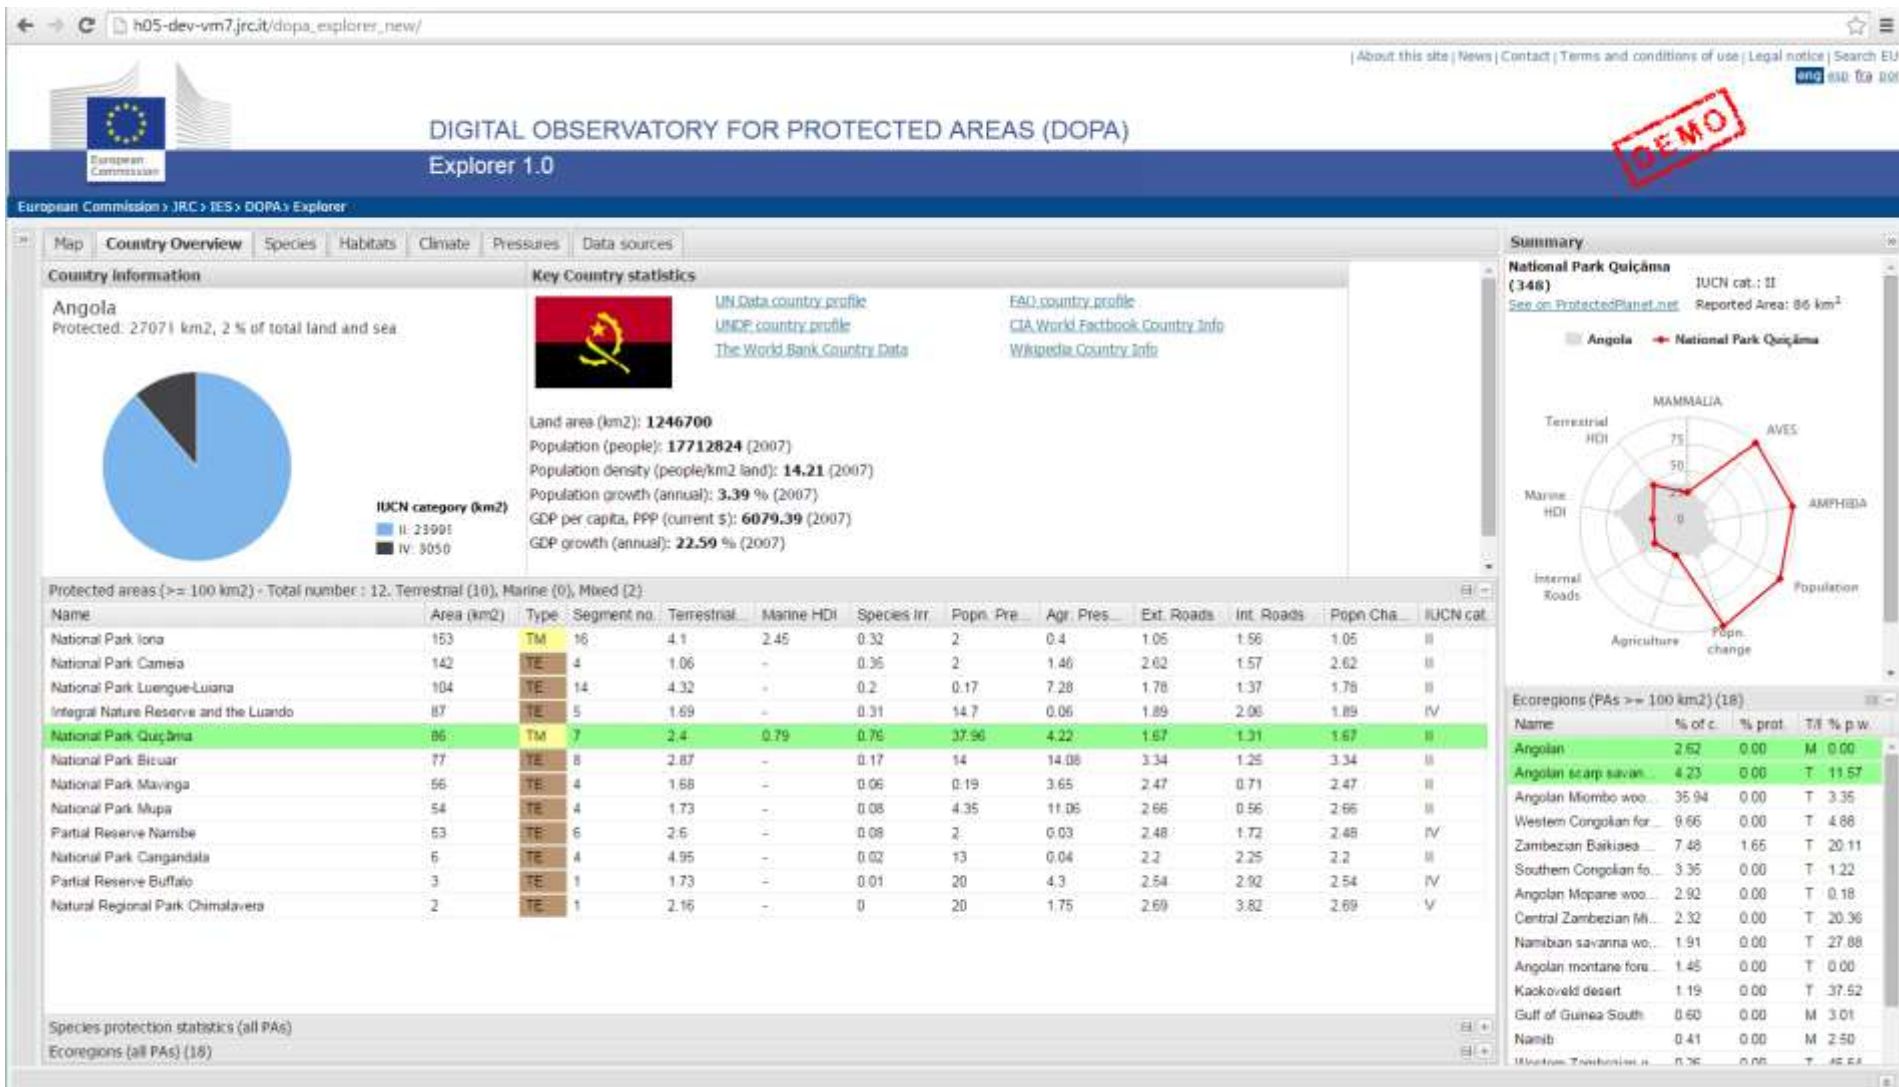 h05-dev-vm7.jrc.it/dopa_explorer_new/
| About this site | News | Contact | Terms and conditions of use | Legal notice | Search EU
eng esp fra por
European
Commission
DIGITAL OBSERVATORY FOR PROTECTED AREAS (DOPA)
DEMO
Explorer 1.0
European Commission > JRC > IES > DOPA > Explorer
Map Country Overview Species Habitats Climate Pressures Data sources
Country information
Angola
Protected: 27071 km2, 2 % of total land and sea
IUCN category (km2)
IV: 3050
Key Country statistics
UN Data country profile FAO country profile
UNDP country profile CIA World Factbook Country Info
The World Bank Country Data Wikipedia Country Info
Land area (km2): 1246700
Population (people): 17712824 (2007)
Population density (people/km2 land): 14.21 (2007)
Population growth (annual): 3.39 % (2007)
GDP per capita, PPP (current $): 6079.39 (2007)
GDP growth (annual): 22.59 % (2007)
Protected areas (>= 100 km2) - Total number : 12. Terrestrial (10), Marine (0), Mixed (2)
Name Area (km2) Type Segment no. Terrestrial... Marine HDI Species Irr Popn. Pre... Agr. Pres... Ext. Roads Int. Roads Popn Cha... IUCN cat.
National Park Iona 153 TM 16 4.1 2.45 0.32 2 0.4 1.05 1.56 1.05 II
National Park Cameia 142 TE 4 1.06 - 0.35 2 1.46 2.62 1.57 2.62 II
National Park Luengue-Luiana 104 TE 14 4.32 - 0.2 0.17 7.28 1.78 1.37 1.78 II
Integral Nature Reserve and the Luando 87 TE 5 1.69 - 0.31 14.7 0.06 1.89 2.06 1.89 IV
National Park Quiçãma 86 TM 7 2.4 0.79 0.76 37.96 4.22 1.67 1.31 1.67 II
National Park Bicuar 77 TE 8 2.87 - 0.17 14 14.08 3.34 1.25 3.34 II
National Park Mavinga TE 4 1.68 - 0.06 0.19 3.65 2.47 0.71 2.47 II
National Park Mupa 54 TE 4 1.73 - 0.08 4.35 11.06 2.66 0.56 2.66 II
Partial Reserve Namibe TE 6 2.6 - 0.08 2 0.03 2.48 1.72 2.48 IV
National Park Cangandala 6 TE 4 4.95 - 0.02 13 0.04 2.2 2.25 2.2 II
Partial Reserve Buffalo 3 TE 1 1.73 - 0.01 20 4.3 2.54 2.92 2.54 IV
Natural Regional Park Chimalavera 2 TE 1 2.16 - 0 20 1.75 2.69 3.82 2.69 V
Species protection statistics (all PAs)
Ecoregions (all PAs) (18)
Summary
National Park Quiçãma
(348) IUCN cat.: II
See on ProtectedPlanet.net Reported Area: 86 km²
Angola National Park Quiçãma
MAMMALIA
AVES
AMPHIBIA
Population
Popn. change
Agriculture
Internal Roads
Marine HDI
Terrestrial HDI
75
50
25
0
Ecoregions (PAs >= 100 km2) (18)
Name % of c. % prot. T/I % p.w.
Angolan 2.62 0.00 M 0.00
Angolan scarp savan... 4.23 0.00 T 11.57
Angolan Miombo woo... 35.94 0.00 T 3.35
Western Congolian for... 9.66 0.00 T 4.88
Zambezian Baikiaea ... 7.48 1.65 T 20.11
Southern Congolian fo... 3.35 0.00 T 1.22
Angolan Mopane woo... 2.92 0.00 T 0.18
Central Zambezian Mi... 2.32 0.00 T 20.36
Namibian savanna wo... 1.91 0.00 T 27.88
Angolan montane fore... 1.45 0.00 T 0.00
Kaokoveld desert 1.19 0.00 T 37.52
Gulf of Guinea South 0.60 0.00 M 3.01
Namib 0.41 0.00 M 2.50